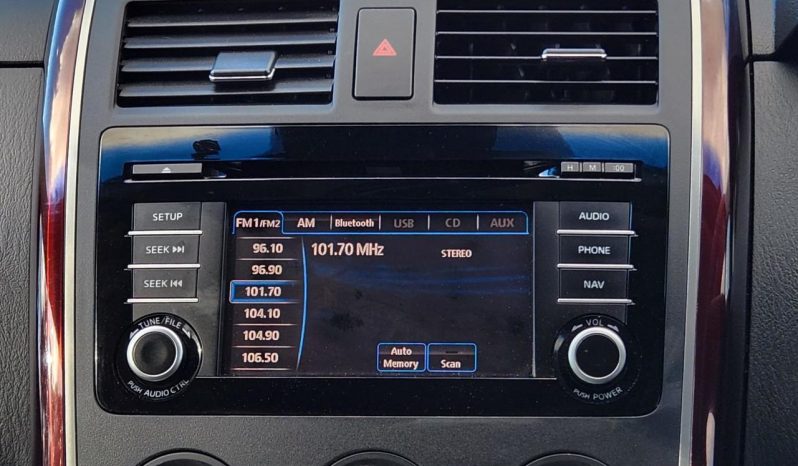 H M :00
SETUP
SEEK
SEEK
TUNE/FILE
PUSH AUDIO CTRL
FM1/FM2 AM Bluetooth USB CD AUX
96.10
96.90
101.70
104.10
104.90
106.50
101.70 MHz STEREO
Auto Memory
Scan
AUDIO
PHONE
NAV
VOL
PUSH POWER